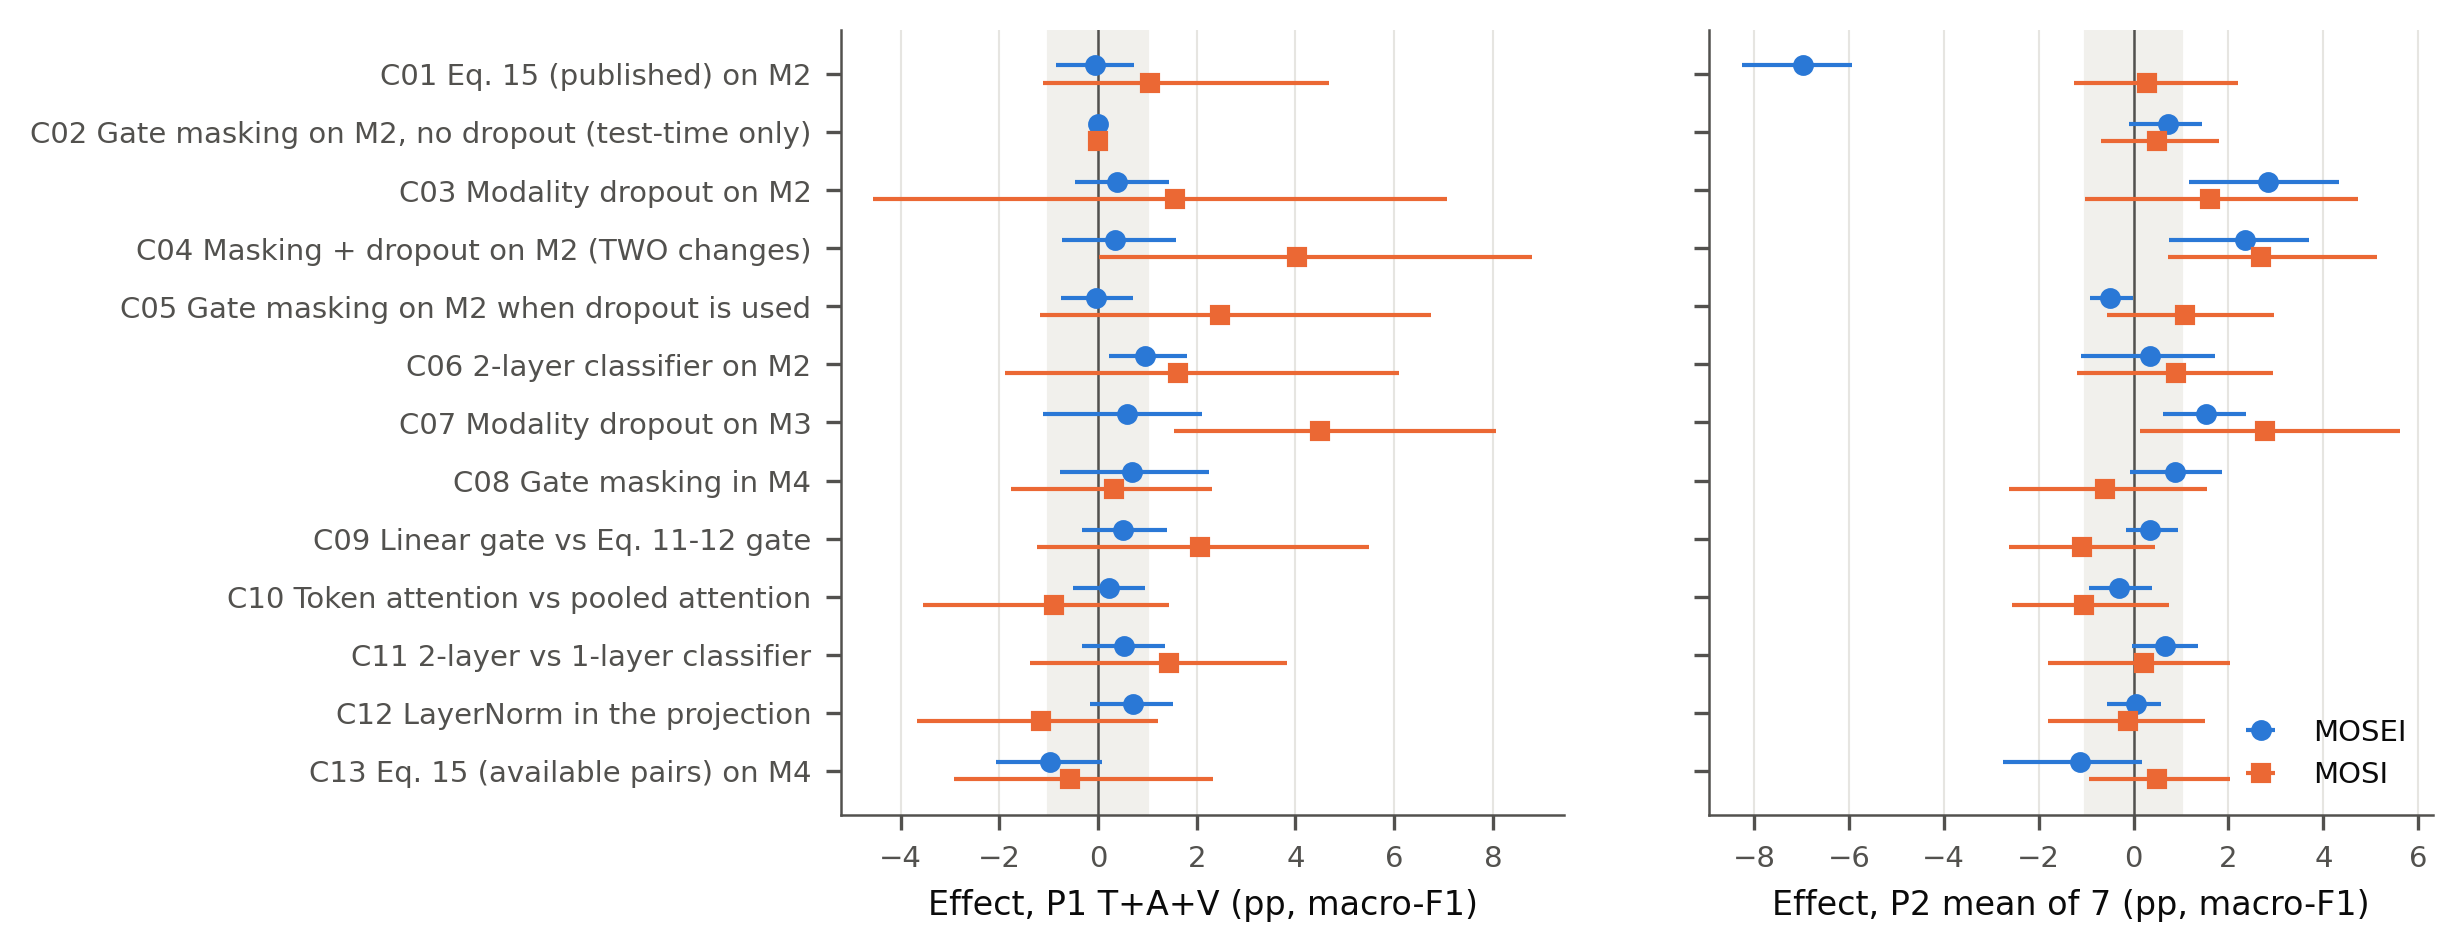 C01 Eq. 15 (published) on M2
C02 Gate masking on M2, no dropout (test-time only)
C03 Modality dropout on M2
C04 Masking + dropout on M2 (TWO changes)
C05 Gate masking on M2 when dropout is used
C06 2-layer classifier on M2
C07 Modality dropout on M3
C08 Gate masking in M4
C09 Linear gate vs Eq. 11-12 gate
C10 Token attention vs pooled attention
C11 2-layer vs 1-layer classifier
C12 LayerNorm in the projection
C13 Eq. 15 (available pairs) on M4
−4 −2 0 2 4 6 8
Effect, P1 T+A+V (pp, macro-F1)
MOSEI
MOSI
−8 −6 −4 −2 0 2 4 6
Effect, P2 mean of 7 (pp, macro-F1)